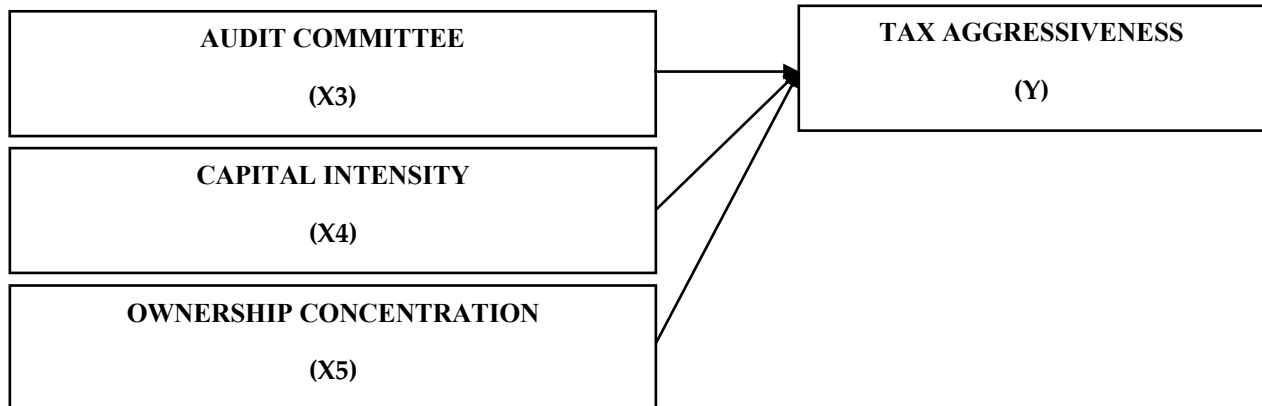 AUDIT COMMITTEE
(X3)
TAX AGGRESSIVENESS
(Y)
CAPITAL INTENSITY
(X4)
OWNERSHIP CONCENTRATION
(X5)